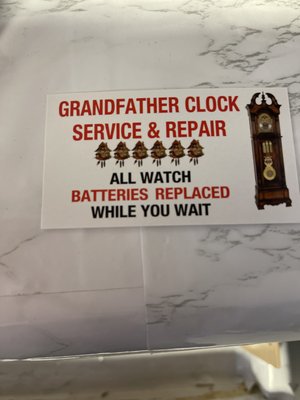 GRANDFATHER CLOCK
SERVICE & REPAIR
ALL WATCH
BATTERIES REPLACED
WHILE YOU WAIT